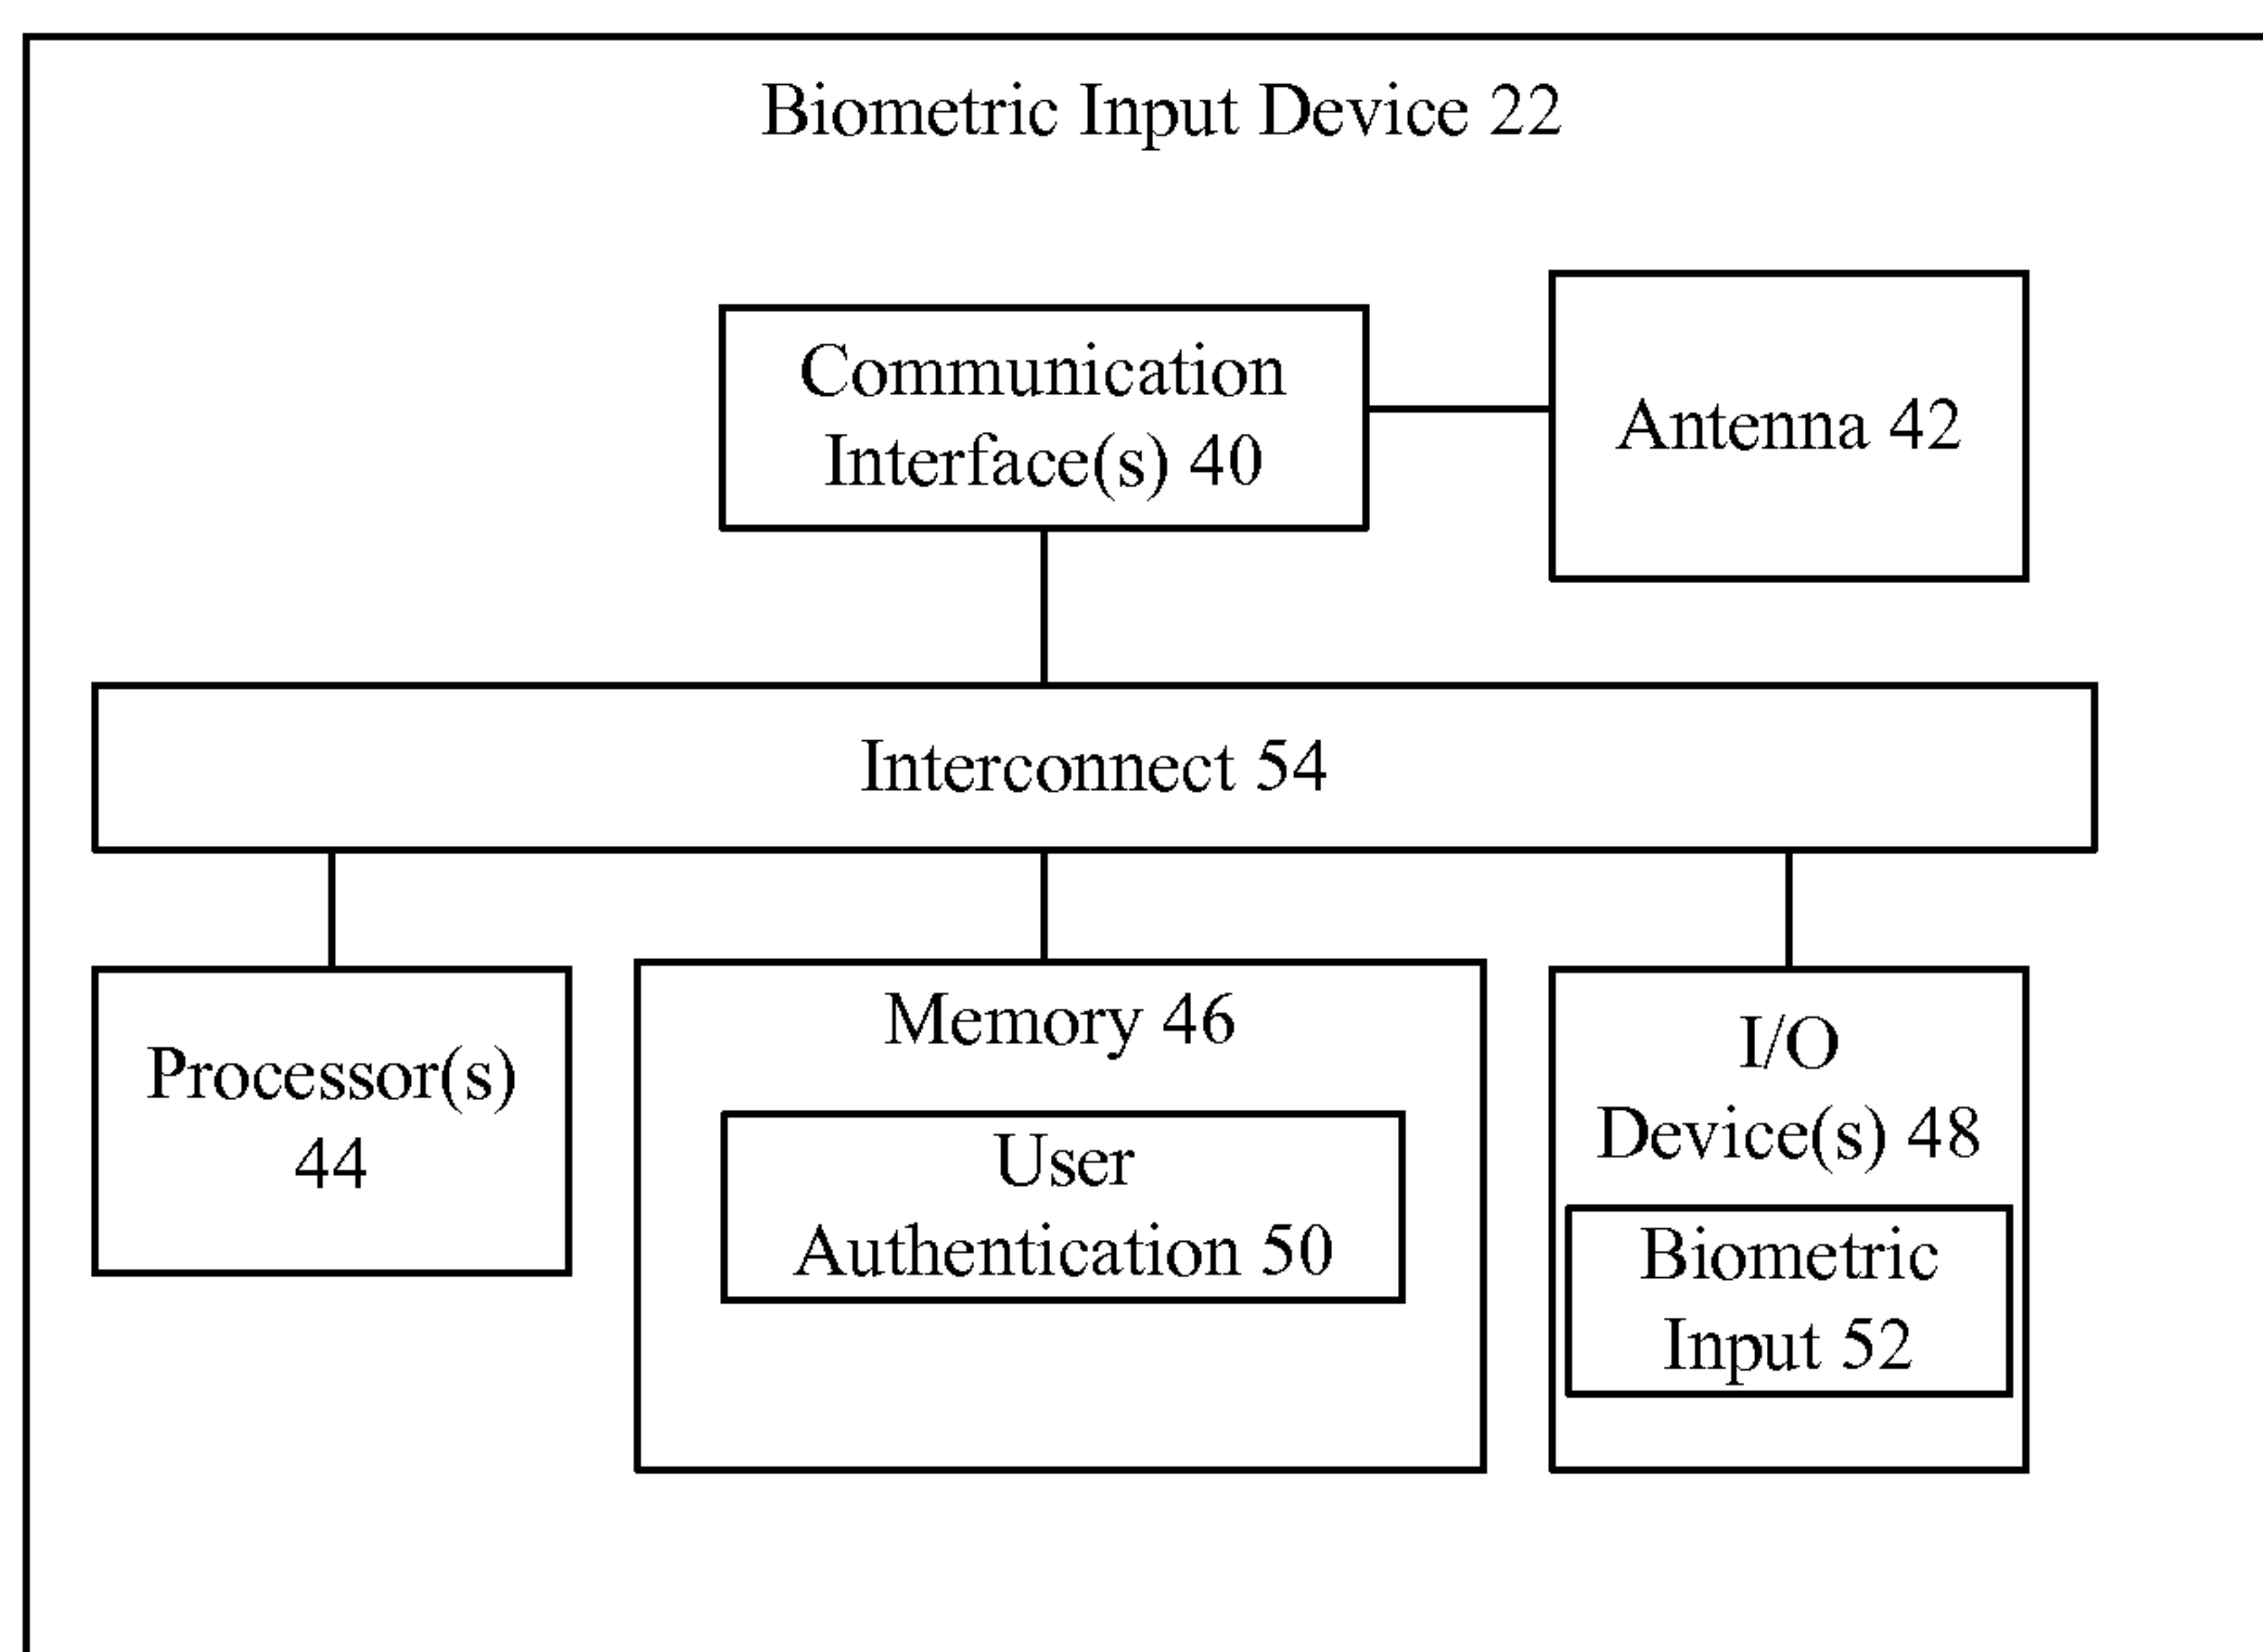 Biometric Input Device 22
Communication
Interface(s) 40
Antenna 42
Interconnect 54
Processor(s)
44
Memory 46
User
Authentication 50
I/O
Device(s) 48
Biometric
Input 52